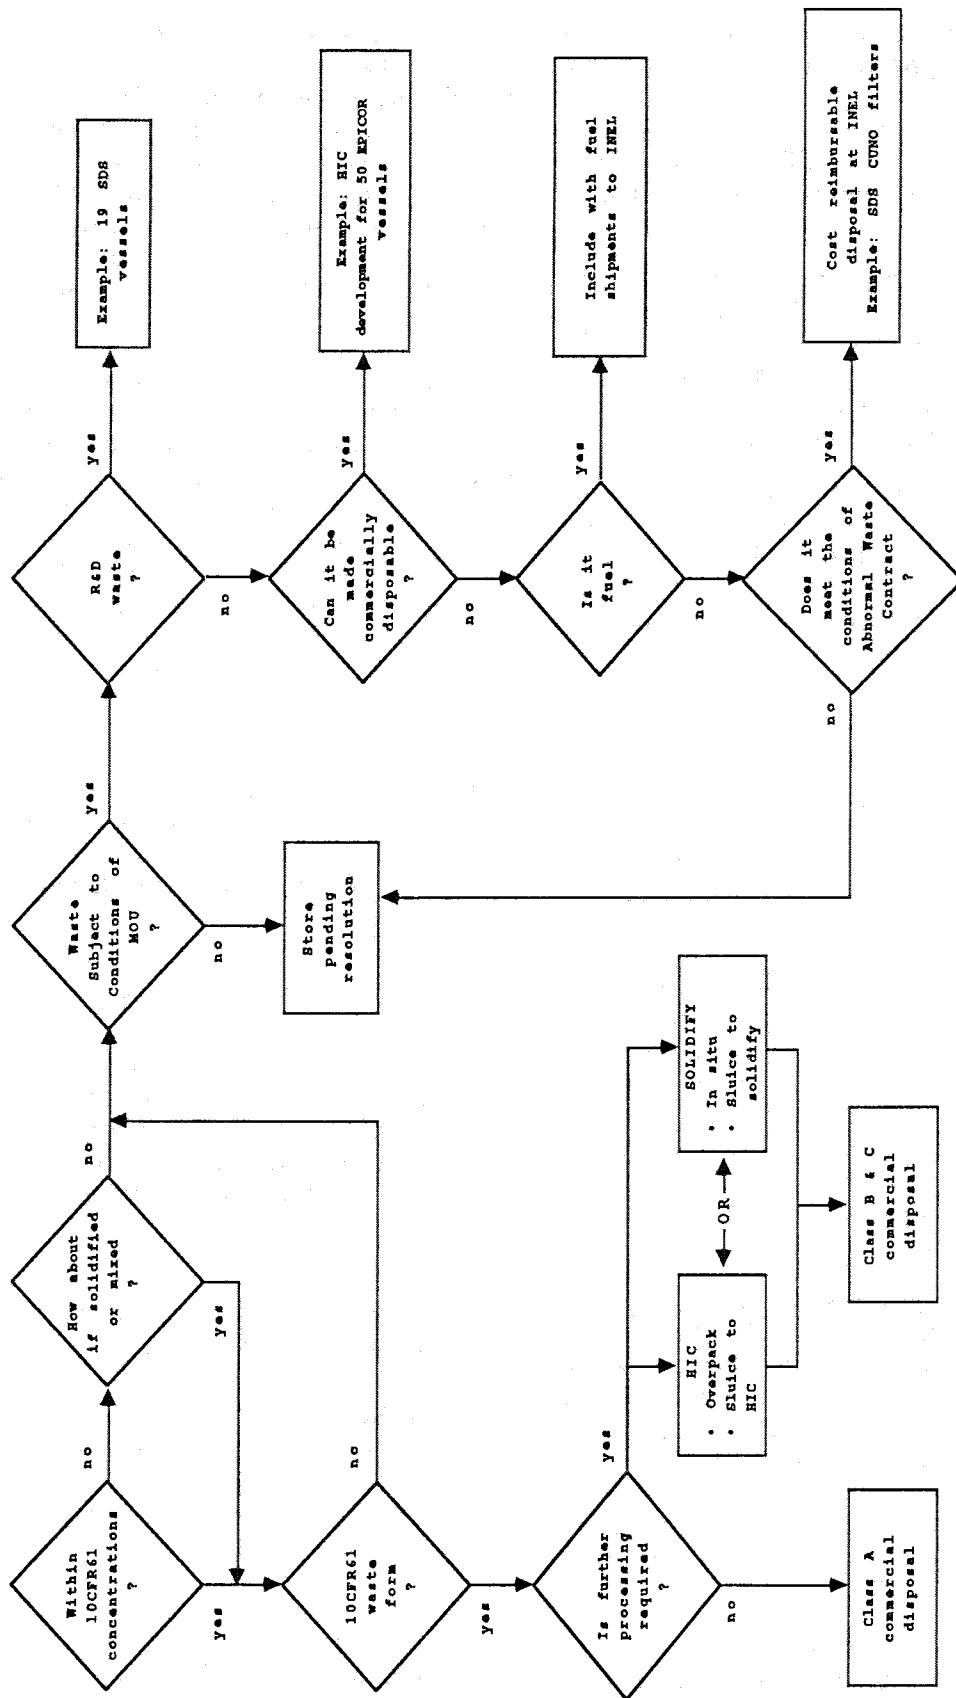 Within
10CFR61
concentrations
?
no
yes
How about
if solidified
or mixed
?
no
yes
Waste
Subject to
Conditions of
MOU
?
yes
no
R&D
waste
?
yes
no
Example: 19 SDS
vessels
10CFR61
waste
form
?
no
yes
Store
pending
resolution
Can it be
made
commercially
disposable
?
yes
no
Example: HIC
development for 50 EPICOR
vessels
Is further
processing
required
?
yes
no
HIC
• Overpack
• Sluice to
HIC
OR
SOLIDIFY
• In situ
• Sluice to
solidify
Is it
fuel
?
yes
no
Include with fuel
shipments to INEL
Class A
commercial
disposal
Class B & C
commercial
disposal
Does it
meet the
conditions of
Abnormal Waste
Contract
?
no
yes
Cost reimbursable
disposal at INEL
Example: SDS CUNO filters